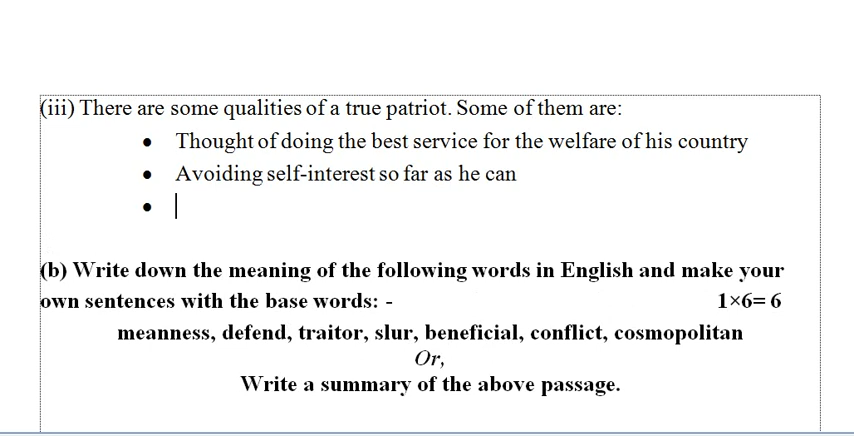 (iii) There are some qualities of a true patriot. Some of them are:
• Thought of doing the best service for the welfare of his country
• Avoiding self-interest so far as he can
•
(b) Write down the meaning of the following words in English and make your
own sentences with the base words: - 1×6= 6
meanness, defend, traitor, slur, beneficial, conflict, cosmopolitan
Or,
Write a summary of the above passage.